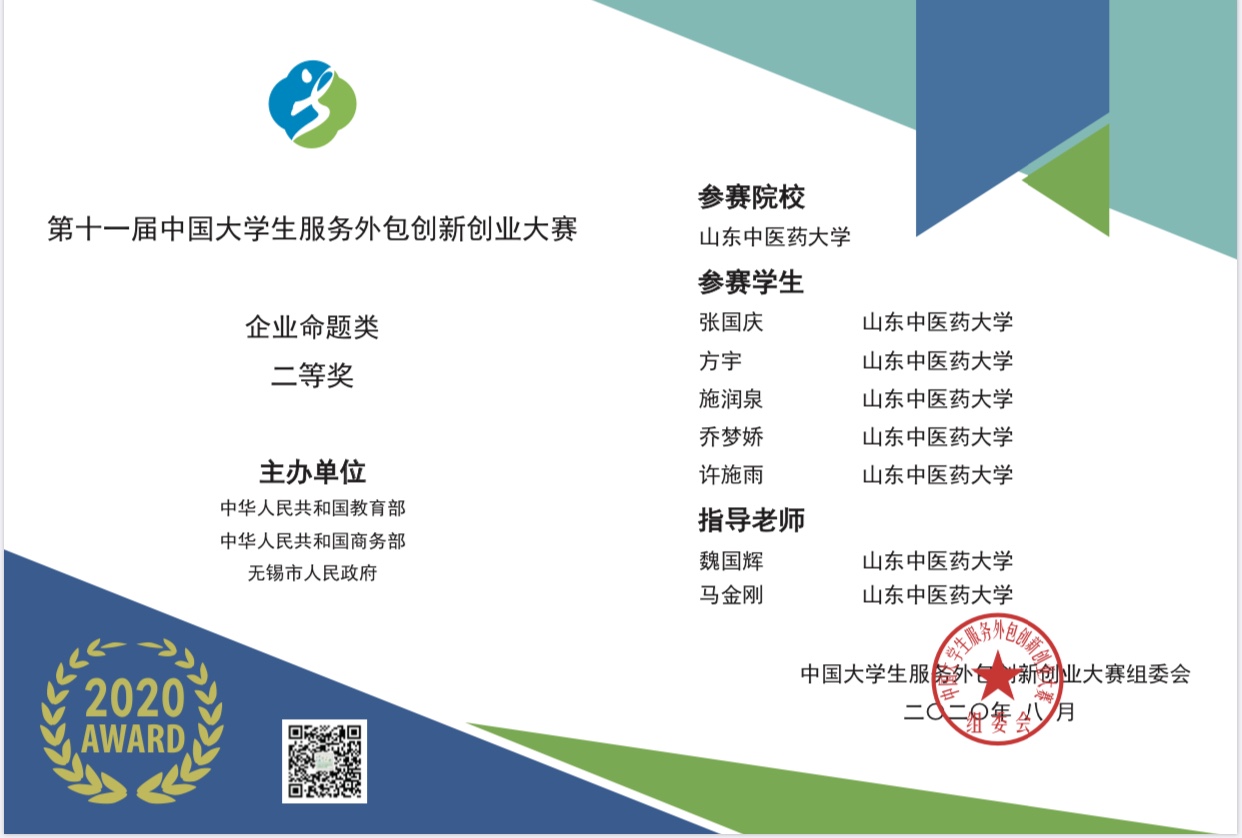 第十一届中国大学生服务外包创新创业大赛
企业命题类
二等奖
主办单位
中华人民共和国教育部
中华人民共和国商务部
无锡市人民政府
2020
AWARD
参赛院校
山东中医药大学
参赛学生
张国庆 山东中医药大学
方宇 山东中医药大学
施润泉 山东中医药大学
乔梦娇 山东中医药大学
许施雨 山东中医药大学
指导老师
魏国辉 山东中医药大学
马金刚 山东中医药大学
中国大学生服务外包创新创业大赛组委会
二〇二〇年 八 月
中国大学生服务外包创新创业大赛
组委会